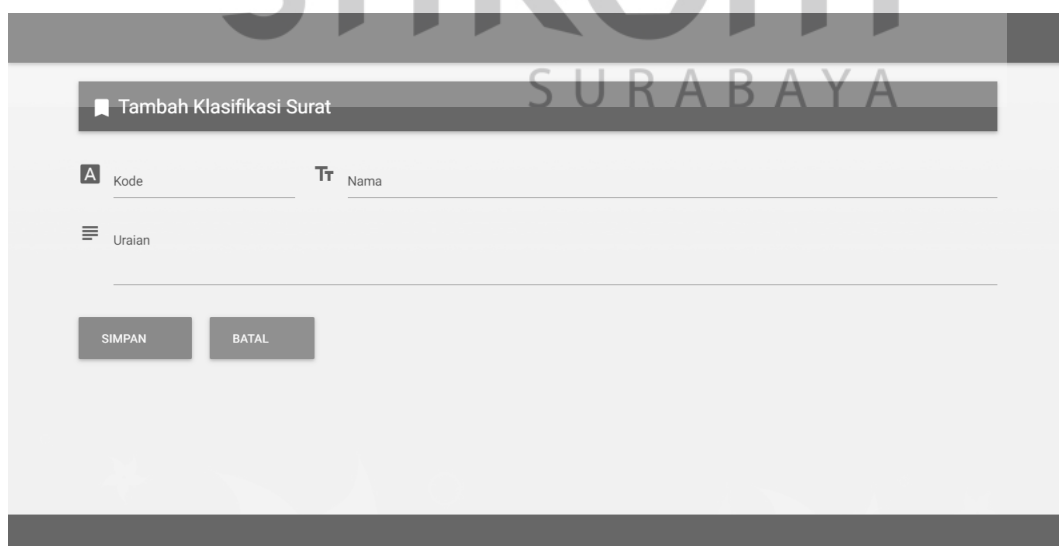 SURABAYA
Tambah Klasifikasi Surat
Kode
Nama
Uraian
SIMPAN
BATAL